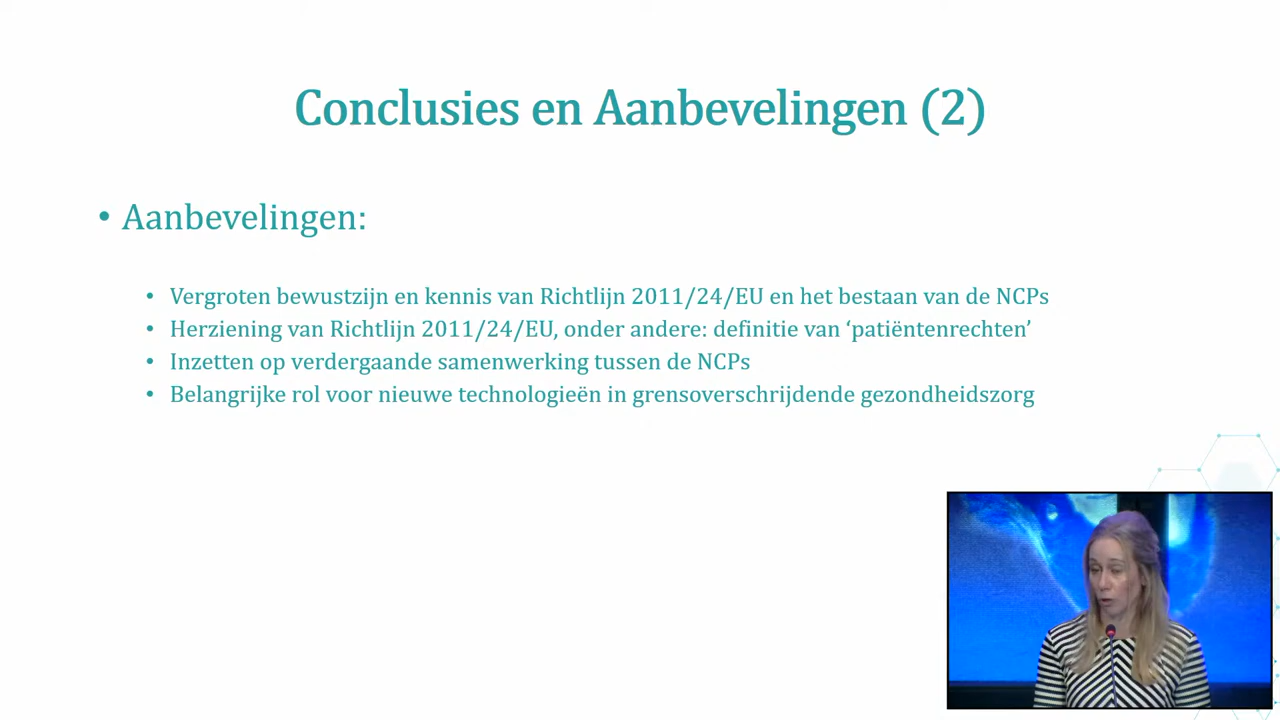 Conclusies en Aanbevelingen (2)
• Aanbevelingen:
• Vergroten bewustzijn en kennis van Richtlijn 2011/24/EU en het bestaan van de NCPs
• Herziening van Richtlijn 2011/24/EU, onder andere: definitie van ‘patiëntenrechten’
• Inzetten op verdergaande samenwerking tussen de NCPs
• Belangrijke rol voor nieuwe technologieën in grensoverschrijdende gezondheidszorg